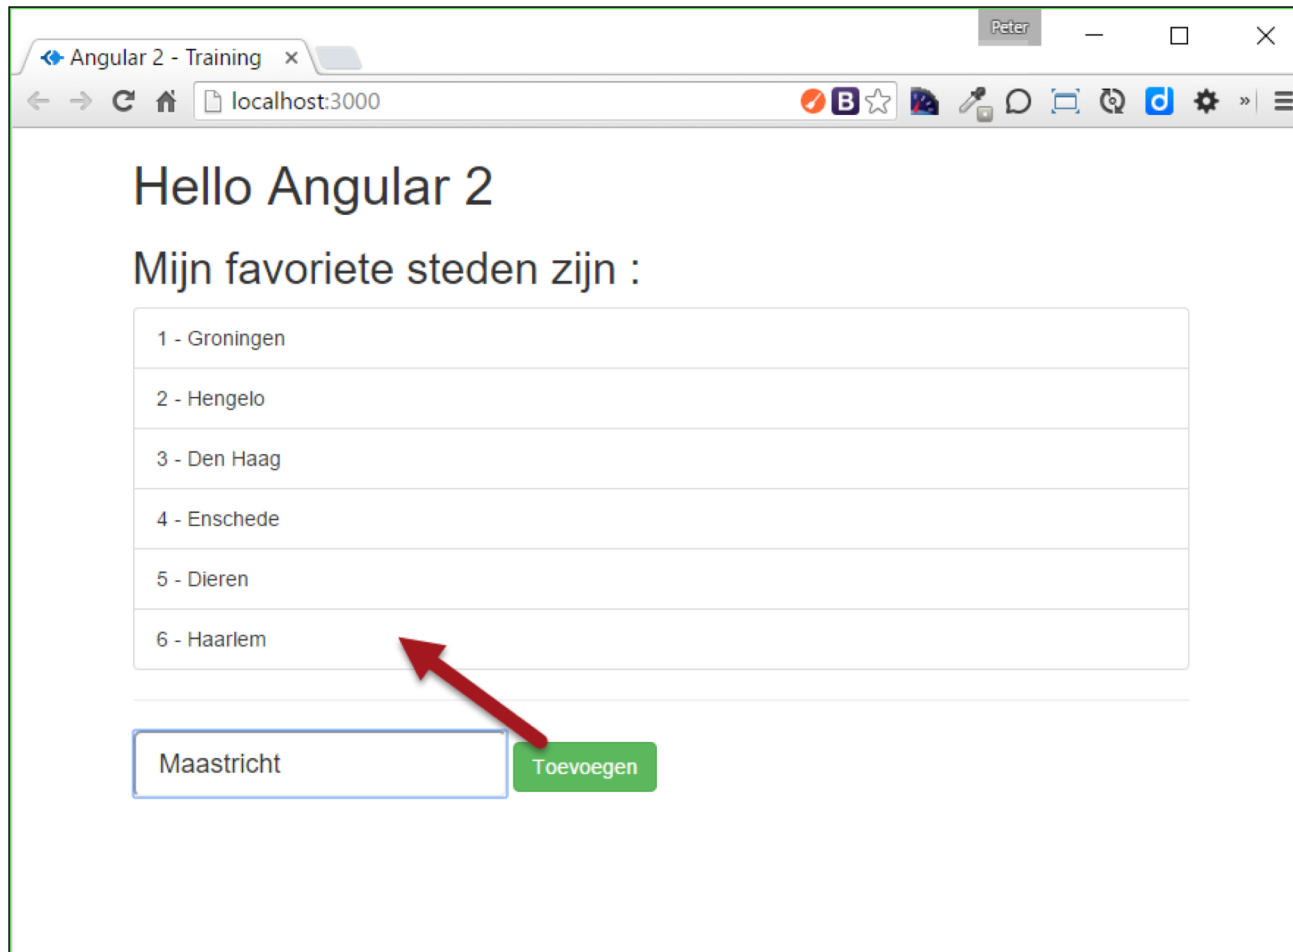 Peter
Angular 2 - Training
localhost:3000
Hello Angular 2
Mijn favoriete steden zijn :
1 - Groningen
2 - Hengelo
3 - Den Haag
4 - Enschede
5 - Dieren
6 - Haarlem
Maastricht
Toevoegen